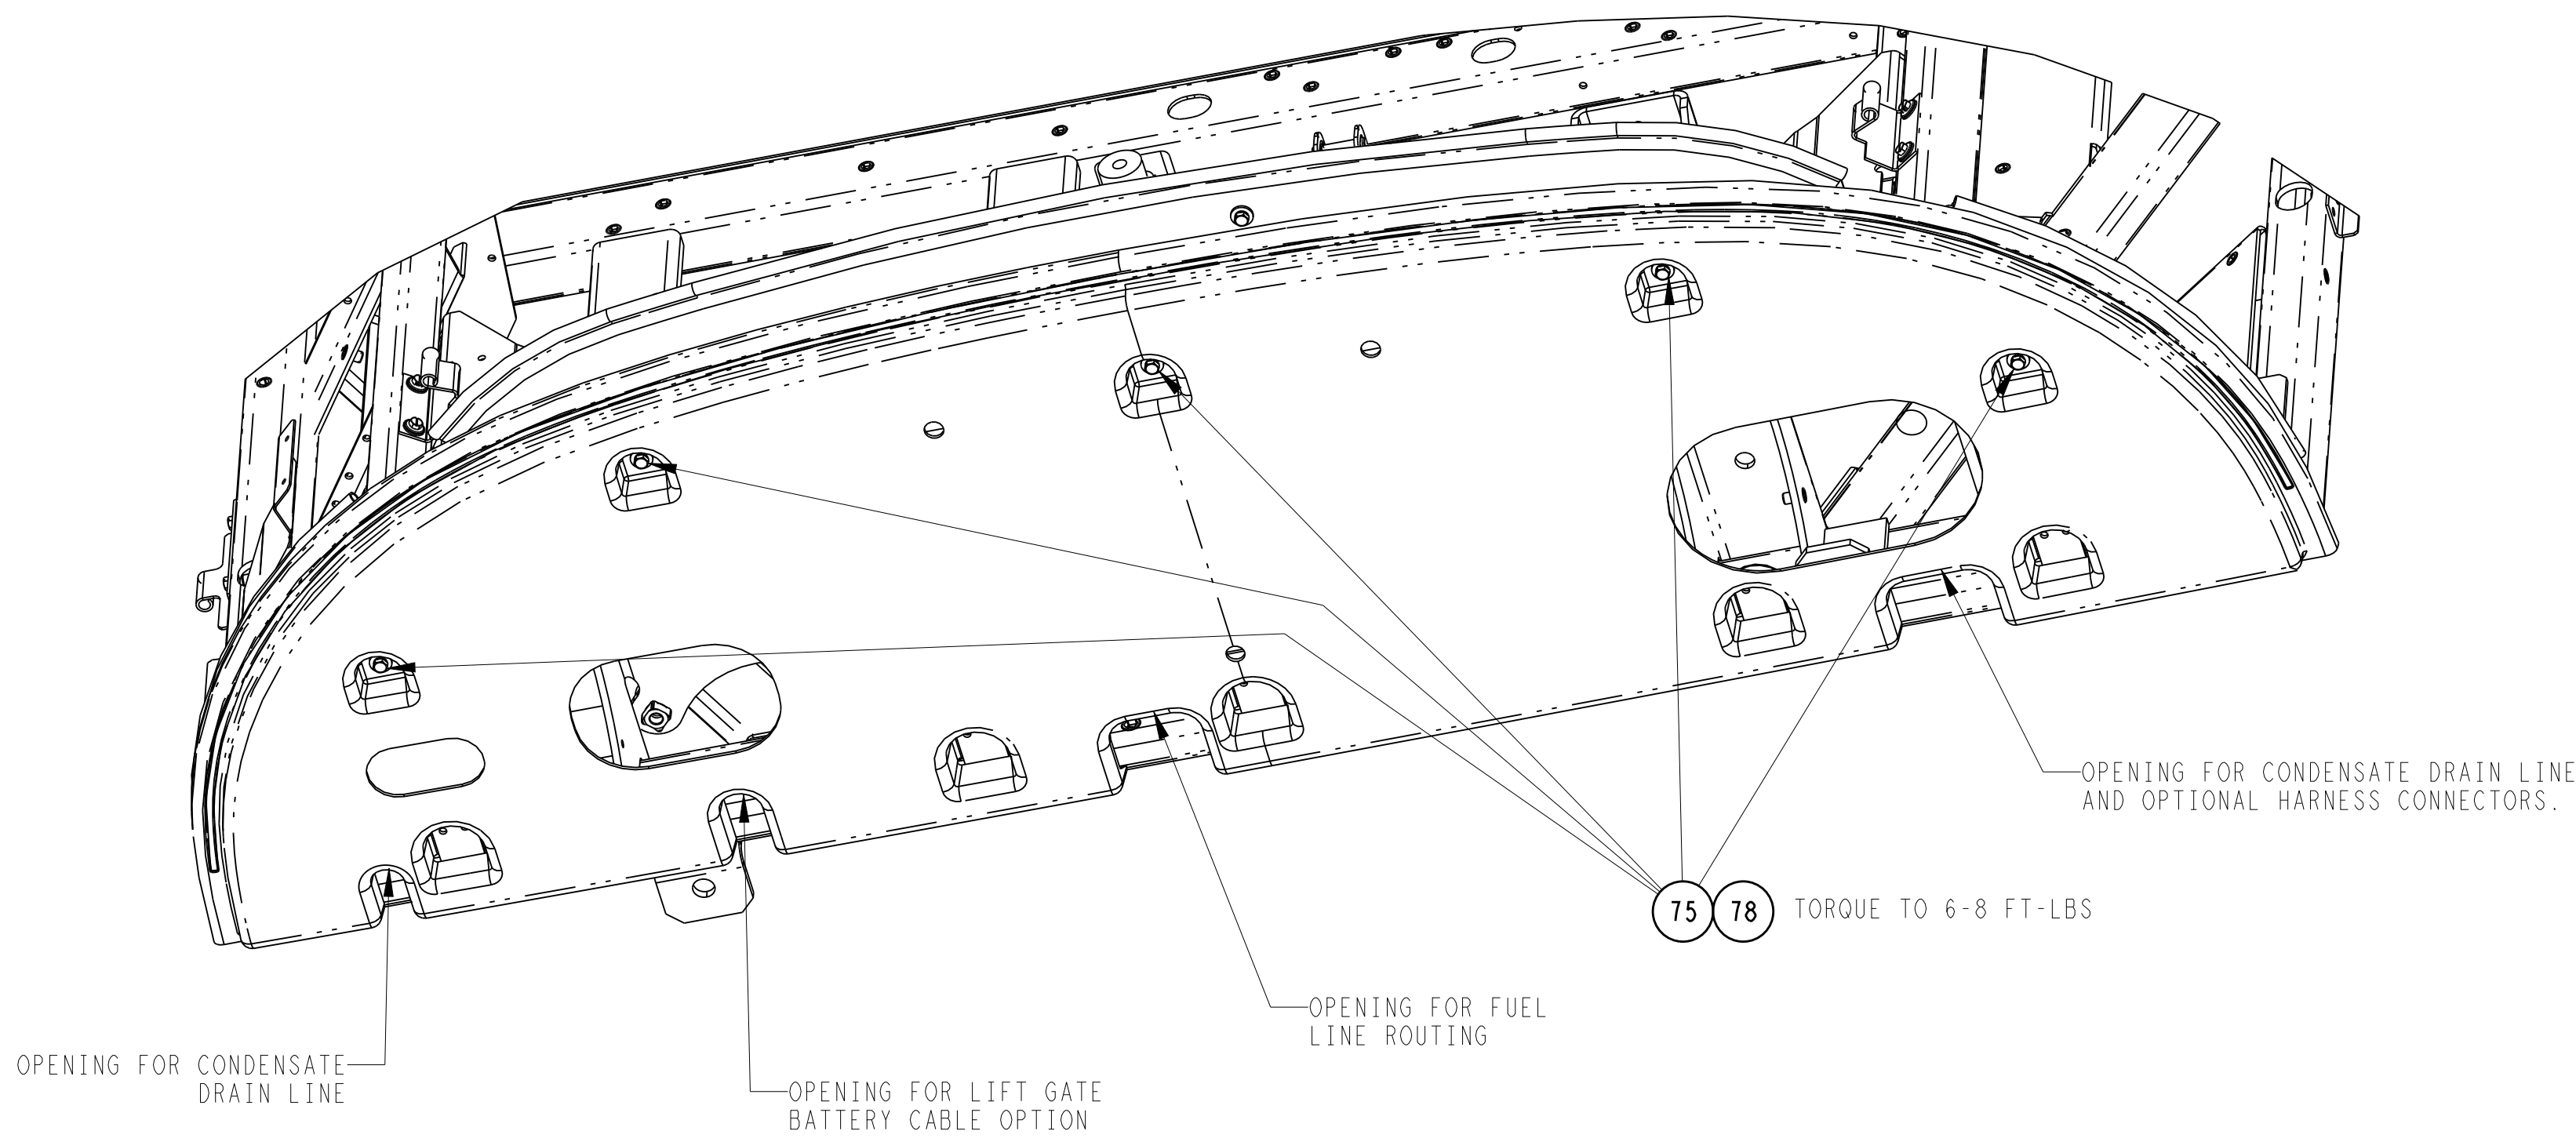 OPENING FOR CONDENSATE DRAIN LINE
AND OPTIONAL HARNESS CONNECTORS.
75 78 TORQUE TO 6-8 FT-LBS
OPENING FOR FUEL
LINE ROUTING
OPENING FOR CONDENSATE
DRAIN LINE
OPENING FOR LIFT GATE
BATTERY CABLE OPTION